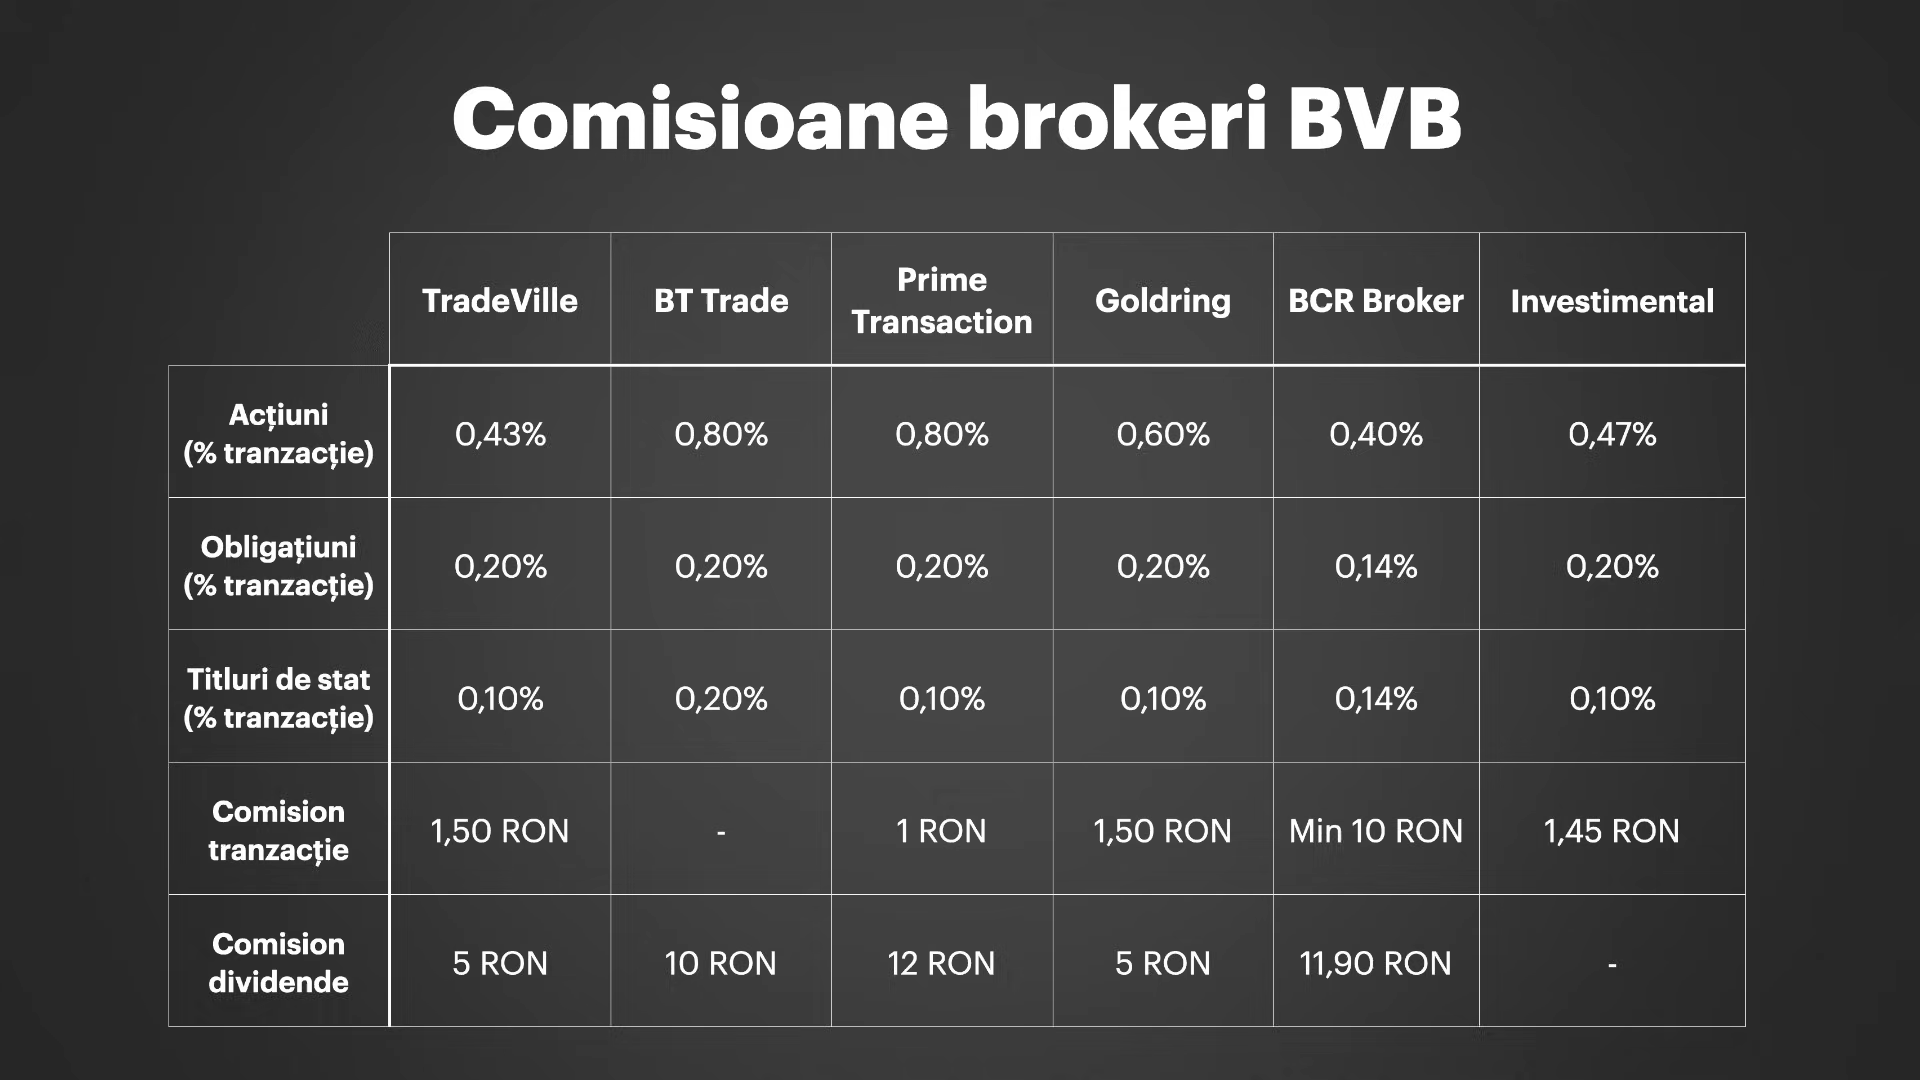 Comisioane brokeri BVB
TradeVille BT Trade Prime Transaction Goldring BCR Broker Investimental
Acțiuni
(% tranzacție) 0,43% 0,80% 0,80% 0,60% 0,40% 0,47%
Obligațiuni
(% tranzacție) 0,20% 0,20% 0,20% 0,20% 0,14% 0,20%
Titluri de stat
(% tranzacție) 0,10% 0,20% 0,10% 0,10% 0,14% 0,10%
Comision
tranzacție 1,50 RON - 1 RON 1,50 RON Min 10 RON 1,45 RON
Comision
dividende 5 RON 10 RON 12 RON 5 RON 11,90 RON -